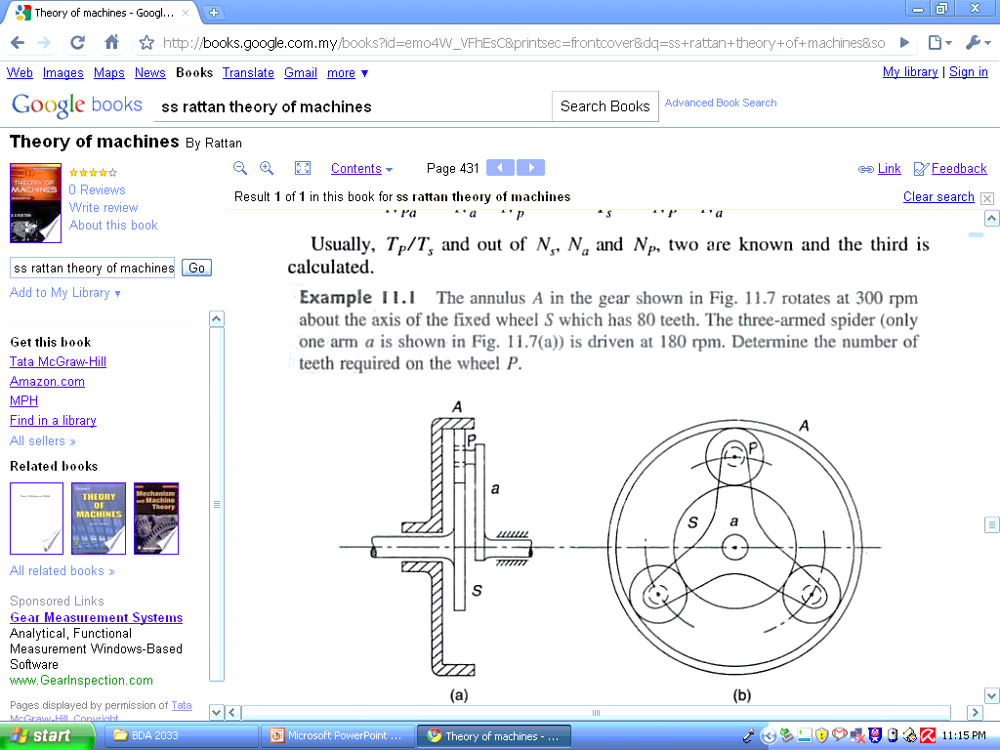 Theory of machines - Googl...
http://books.google.com.my/books?id=emo4W_VFhEsC&printsec=frontcover&dq=ss+rattan+theory+of+machines&so
Web Images Maps News Books Translate Gmail more ▼
My library | Sign in
Google books
ss rattan theory of machines
Search Books
Advanced Book Search
Theory of machines By Rattan
0 Reviews
Write review
About this book
Contents
Page 431
Link
Feedback
Result 1 of 1 in this book for ss rattan theory of machines
Clear search
ss rattan theory of machines
Go
Add to My Library ▼
Get this book
Tata McGraw-Hill
Amazon.com
MPH
Find in a library
All sellers »
Related books
THEORY OF MACHINES
Mechanism and Machine Theory
All related books »
Sponsored Links
Gear Measurement Systems
Analytical, Functional
Measurement Windows-Based
Software
www.GearInspection.com
Pages displayed by permission of Tata
McGraw-Hill. Copyright
Usually, T_P/T_s and out of N_s, N_a and N_P, two are known and the third is
calculated.
Example 11.1 The annulus A in the gear shown in Fig. 11.7 rotates at 300 rpm
about the axis of the fixed wheel S which has 80 teeth. The three-armed spider (only
one arm a is shown in Fig. 11.7(a)) is driven at 180 rpm. Determine the number of
teeth required on the wheel P.
A
P
a
S
(a)
A
P
S
a
(b)
start
BDA 2033
Microsoft PowerPoint ...
Theory of machines - ...
11:15 PM